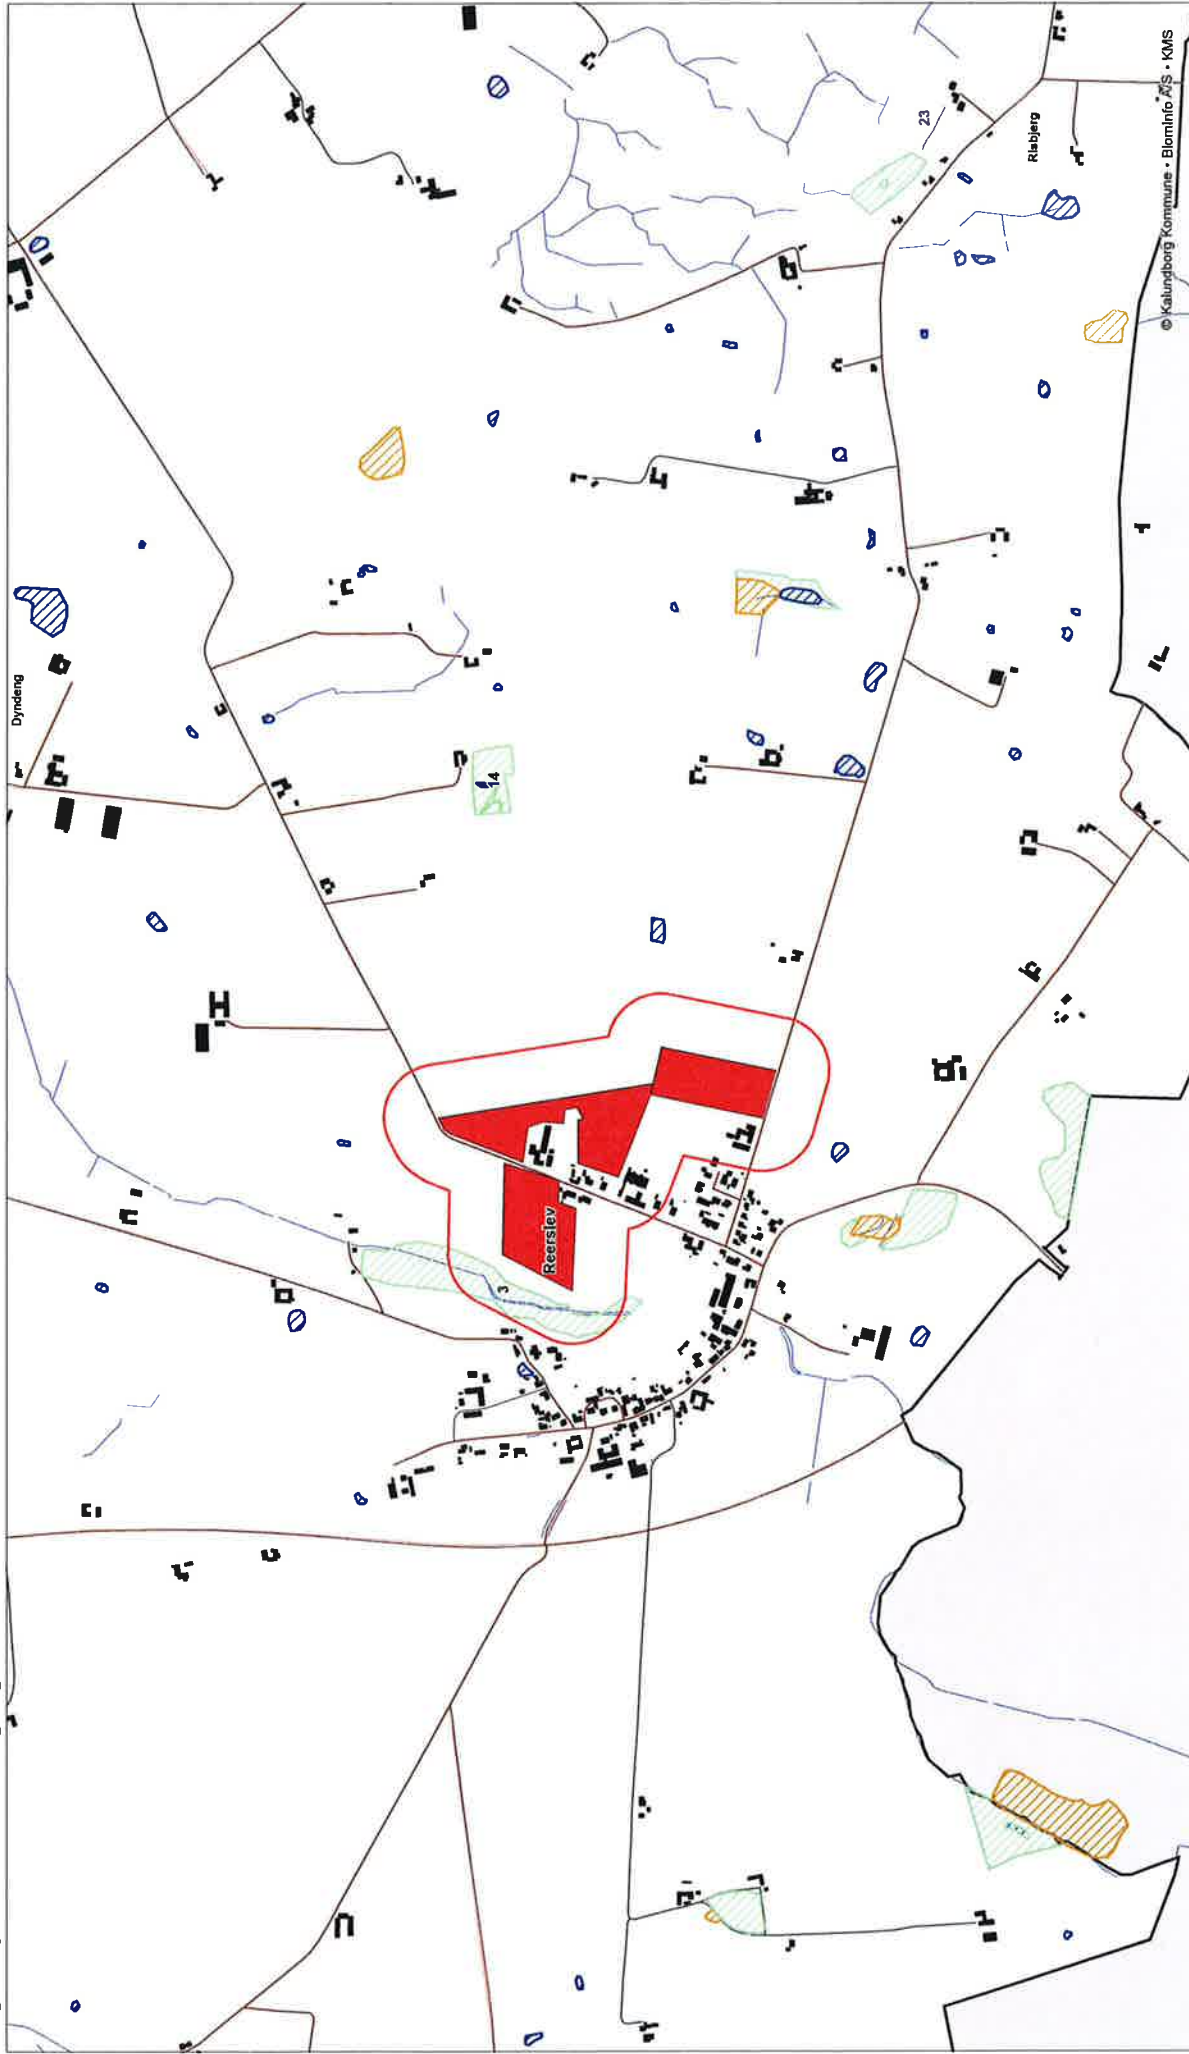 Dyndeng
14
3
Reerslev
23
Risbjerg
© Kalundborg Kommune • BlomInfo A/S • KMS